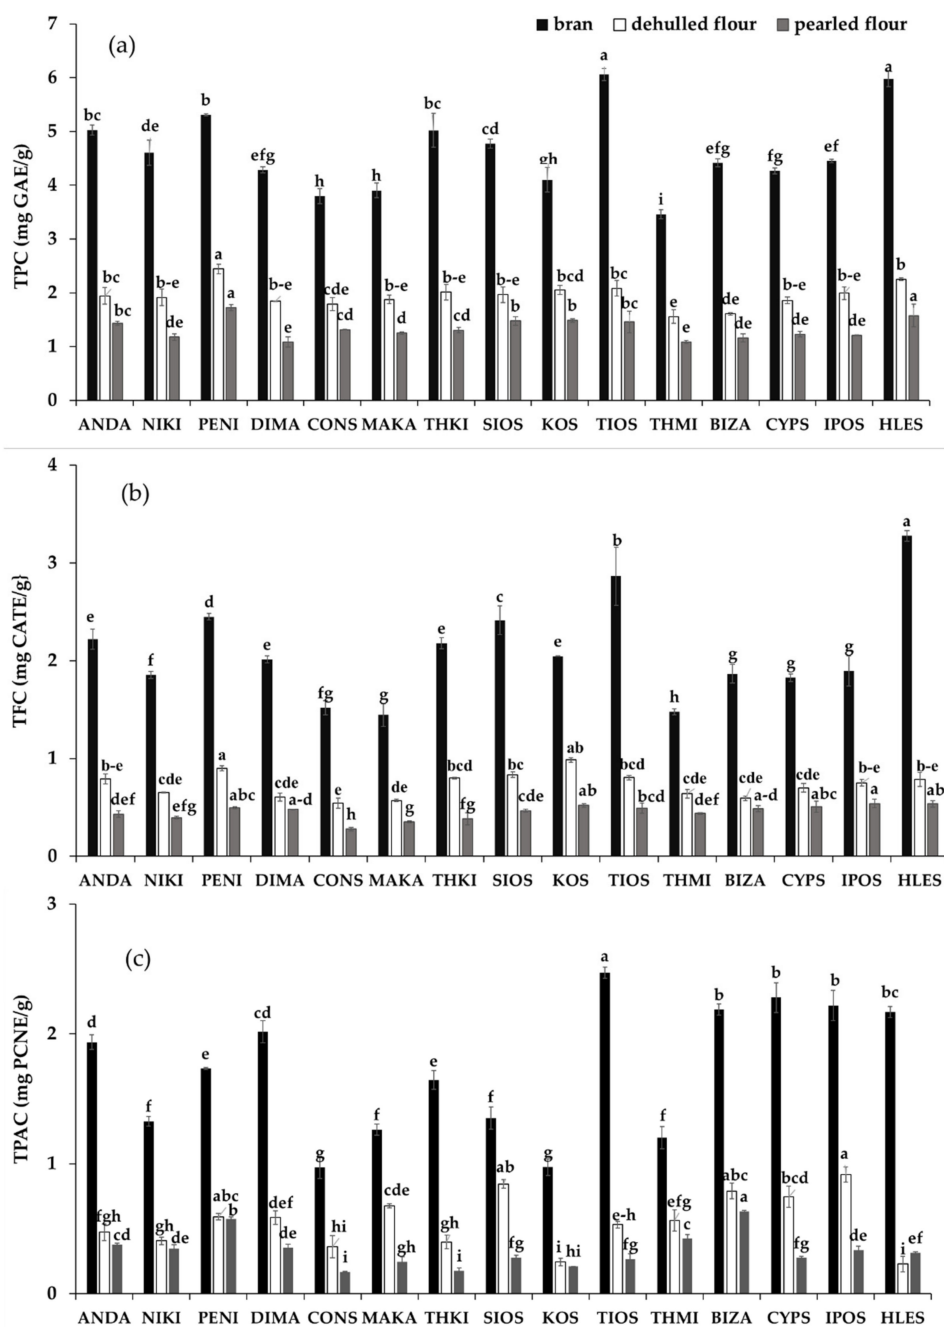 (a)
bran dehulled flour pearled flour
TPC (mg GAE/g)
7
6
5
4
3
2
1
0
bc de b efg h h bc cd gh a i efg fg ef a
bc b-e a b-e cde b-e b-e b-e bcd bc e de b-e b-e b
bc de a e cd d cd b b bc e de de de a
ANDA NIKI PENI DIMA CONS MAKA THKI SIOS KOS TIOS THMI BIZA CYPS IPOS HLES
(b)
TFC (mg CATE/g}
4
3
2
1
0
e f d e fg g e c e b h g g g a
b-e cde a cde e de bcd b ab bcd cde cde cde b-e b-e
def efg abc a-d h g fg cde ab bcd def a-d abc a ab
ANDA NIKI PENI DIMA CONS MAKA THKI SIOS KOS TIOS THMI BIZA CYPS IPOS HLES
(c)
TPAC (mg PCNE/g)
3
2
1
0
d f e cd g f e f g a f b b b bc
fgh gh abc def hi cde gh ab i e-h efg abc bcd a i
cd de b de i gh i fg hi fg c a fg de ef
ANDA NIKI PENI DIMA CONS MAKA THKI SIOS KOS TIOS THMI BIZA CYPS IPOS HLES